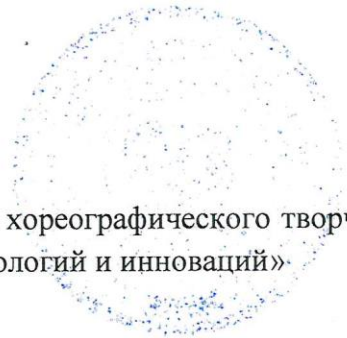 хореографического творч
ологий и инноваций»